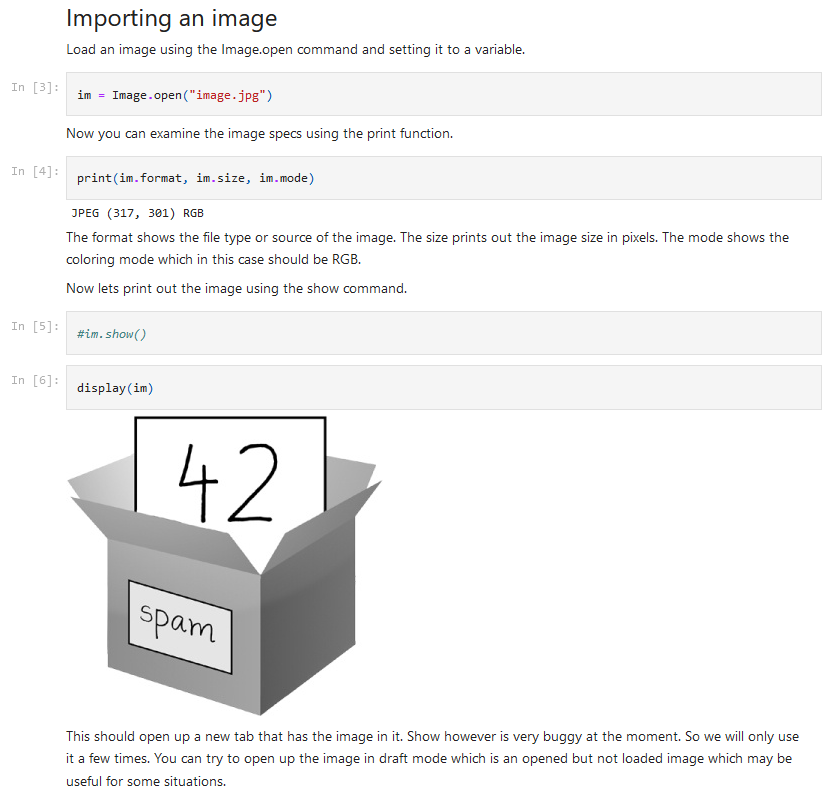 Importing an image
Load an image using the Image.open command and setting it to a variable.
In [3]: im = Image.open("image.jpg")
Now you can examine the image specs using the print function.
In [4]: print(im.format, im.size, im.mode)
JPEG (317, 301) RGB
The format shows the file type or source of the image. The size prints out the image size in pixels. The mode shows the
coloring mode which in this case should be RGB.
Now lets print out the image using the show command.
In [5]: #im.show()
In [6]: display(im)
42
spam
This should open up a new tab that has the image in it. Show however is very buggy at the moment. So we will only use
it a few times. You can try to open up the image in draft mode which is an opened but not loaded image which may be
useful for some situations.